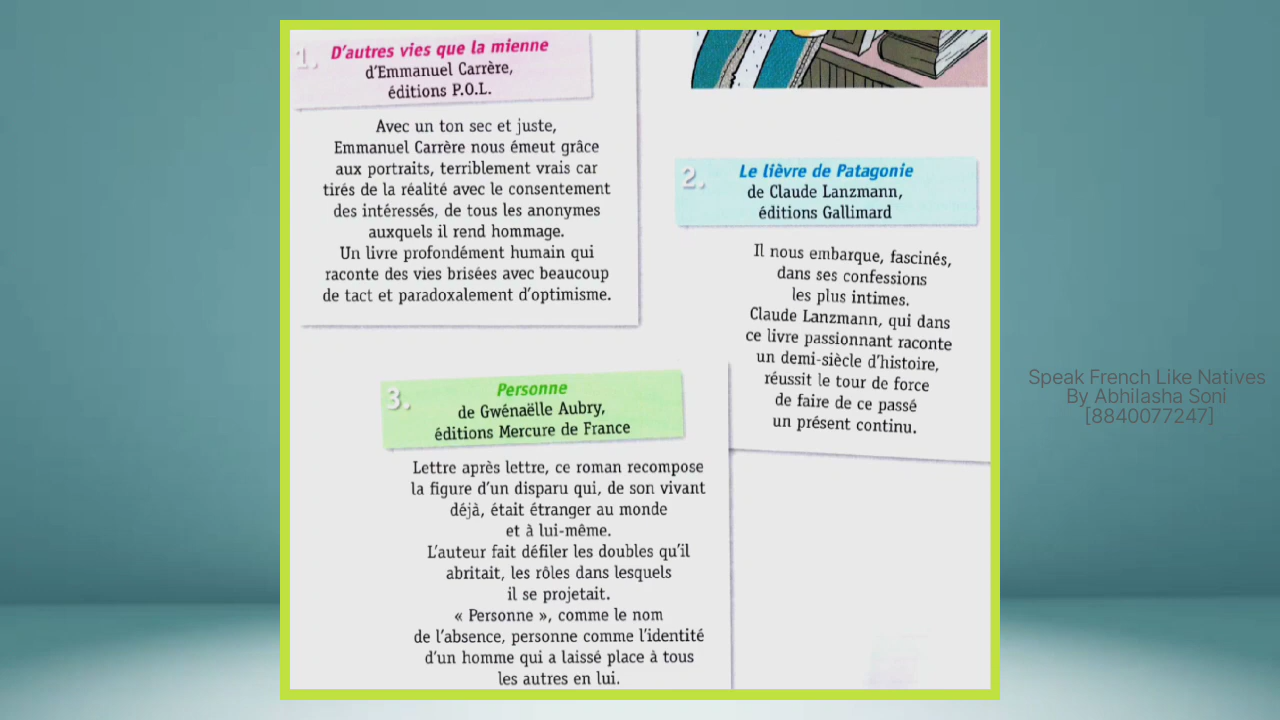 1.
D'autres vies que la mienne
d'Emmanuel Carrère,
éditions P.O.L.
Avec un ton sec et juste,
Emmanuel Carrère nous émeut grâce
aux portraits, terriblement vrais car
tirés de la réalité avec le consentement
des intéressés, de tous les anonymes
auxquels il rend hommage.
Un livre profondément humain qui
raconte des vies brisées avec beaucoup
de tact et paradoxalement d'optimisme.
2.
Le lièvre de Patagonie
de Claude Lanzmann,
éditions Gallimard
Il nous embarque, fascinés,
dans ses confessions
les plus intimes.
Claude Lanzmann, qui dans
ce livre passionnant raconte
un demi-siècle d'histoire,
réussit le tour de force
de faire de ce passé
un présent continu.
3.
Personne
de Gwénaëlle Aubry,
éditions Mercure de France
Lettre après lettre, ce roman recompose
la figure d'un disparu qui, de son vivant
déjà, était étranger au monde
et à lui-même.
L'auteur fait défiler les doubles qu'il
abritait, les rôles dans lesquels
il se projetait.
« Personne », comme le nom
de l'absence, personne comme l'identité
d'un homme qui a laissé place à tous
les autres en lui.
Speak French Like Natives
By Abhilasha Soni
[8840077247]